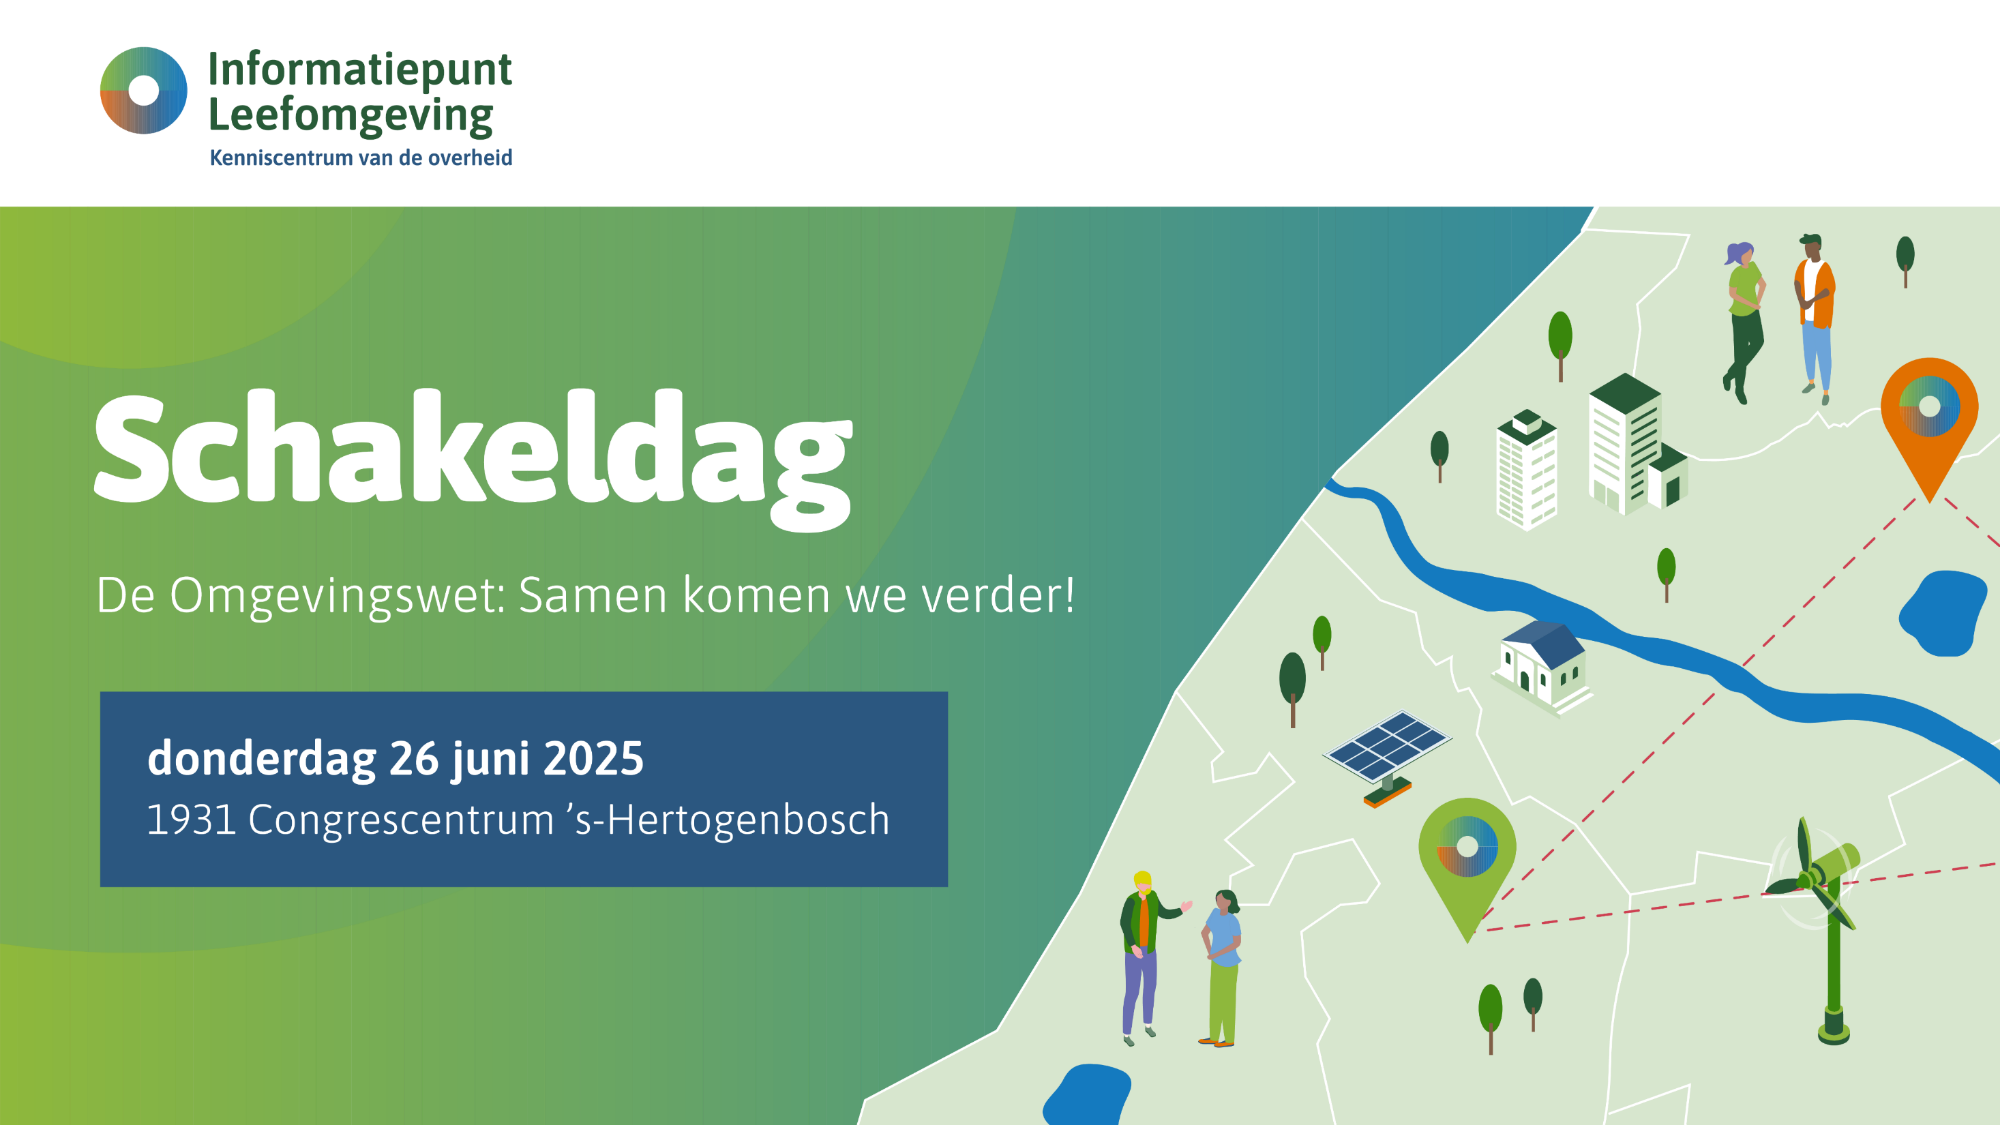 Informatiepunt
Leefomgeving
Kenniscentrum van de overheid
Schakeldag
De Omgevingswet: Samen komen we verder!
donderdag 26 juni 2025
1931 Congrescentrum ’s-Hertogenbosch